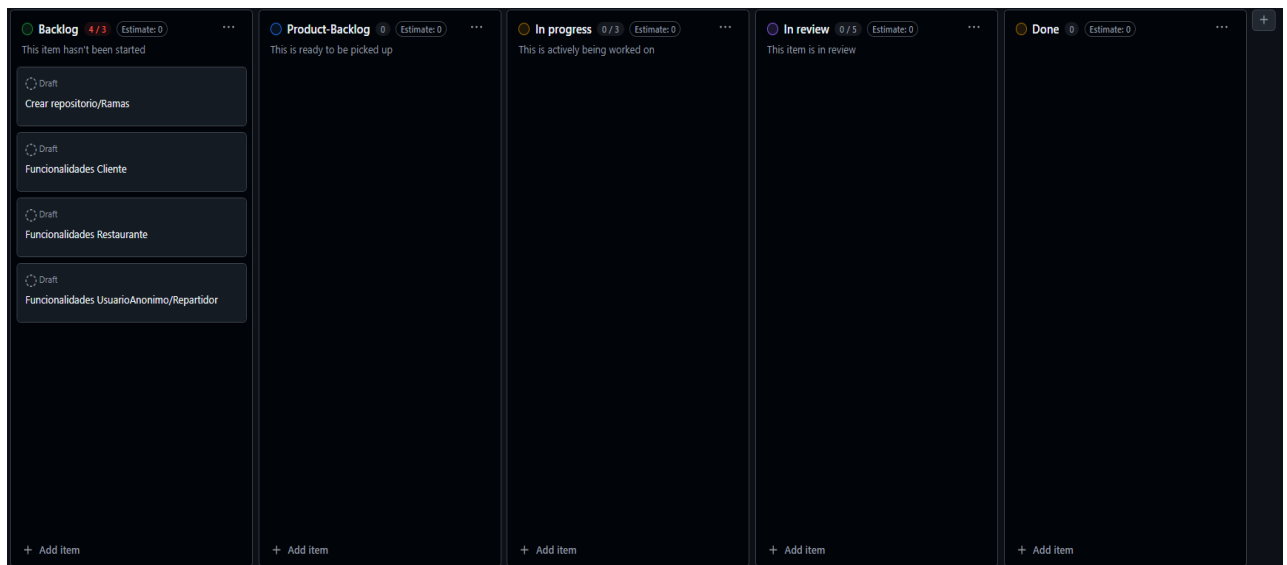 Backlog 4 / 3 Estimate: 0 ...
This item hasn't been started
Draft
Crear repositorio/Ramas
Draft
Funcionalidades Cliente
Draft
Funcionalidades Restaurante
Draft
Funcionalidades UsuarioAnonimo/Repartidor
+ Add item
Product-Backlog 0 Estimate: 0 ...
This is ready to be picked up
+ Add item
In progress 0 / 3 Estimate: 0 ...
This is actively being worked on
+ Add item
In review 0 / 5 Estimate: 0 ...
This item is in review
+ Add item
Done 0 Estimate: 0 ...
+ Add item
+